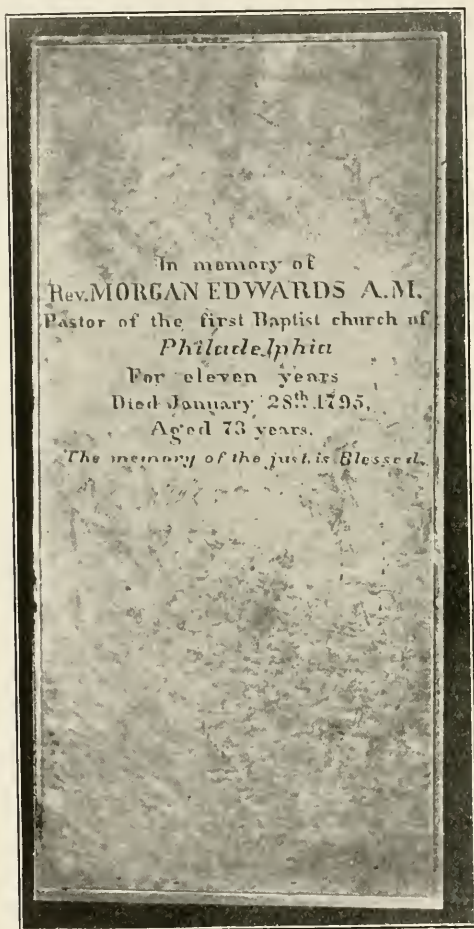 In memory of
Rev. MORGAN EDWARDS A.M.
Pastor of the first Baptist church of
Philadelphia
For eleven years
Died January 28th 1795,
Aged 73 years.
The memory of the just is Blessed.